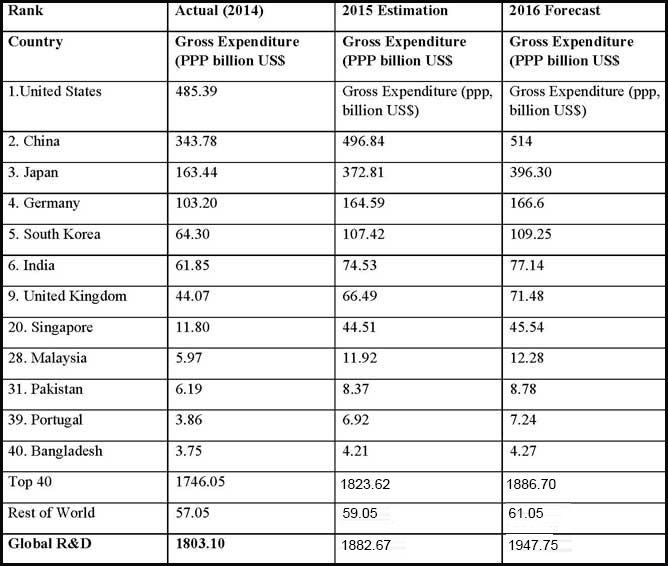 Rank Actual (2014) 2015 Estimation 2016 Forecast
Country Gross Expenditure Gross Expenditure Gross Expenditure
(PPP billion US$ (PPP billion US$ (PPP billion US$
1.United States 485.39 Gross Expenditure (ppp, Gross Expenditure (ppp,
billion US$) billion US$)
2. China 343.78 496.84 514
3. Japan 163.44 372.81 396.30
4. Germany 103.20 164.59 166.6
5. South Korea 64.30 107.42 109.25
6. India 61.85 74.53 77.14
9. United Kingdom 44.07 66.49 71.48
20. Singapore 11.80 44.51 45.54
28. Malaysia 5.97 11.92 12.28
31. Pakistan 6.19 8.37 8.78
39. Portugal 3.86 6.92 7.24
40. Bangladesh 3.75 4.21 4.27
Top 40 1746.05 1823.62 1886.70
Rest of World 57.05 59.05 61.05
Global R&D 1803.10 1882.67 1947.75